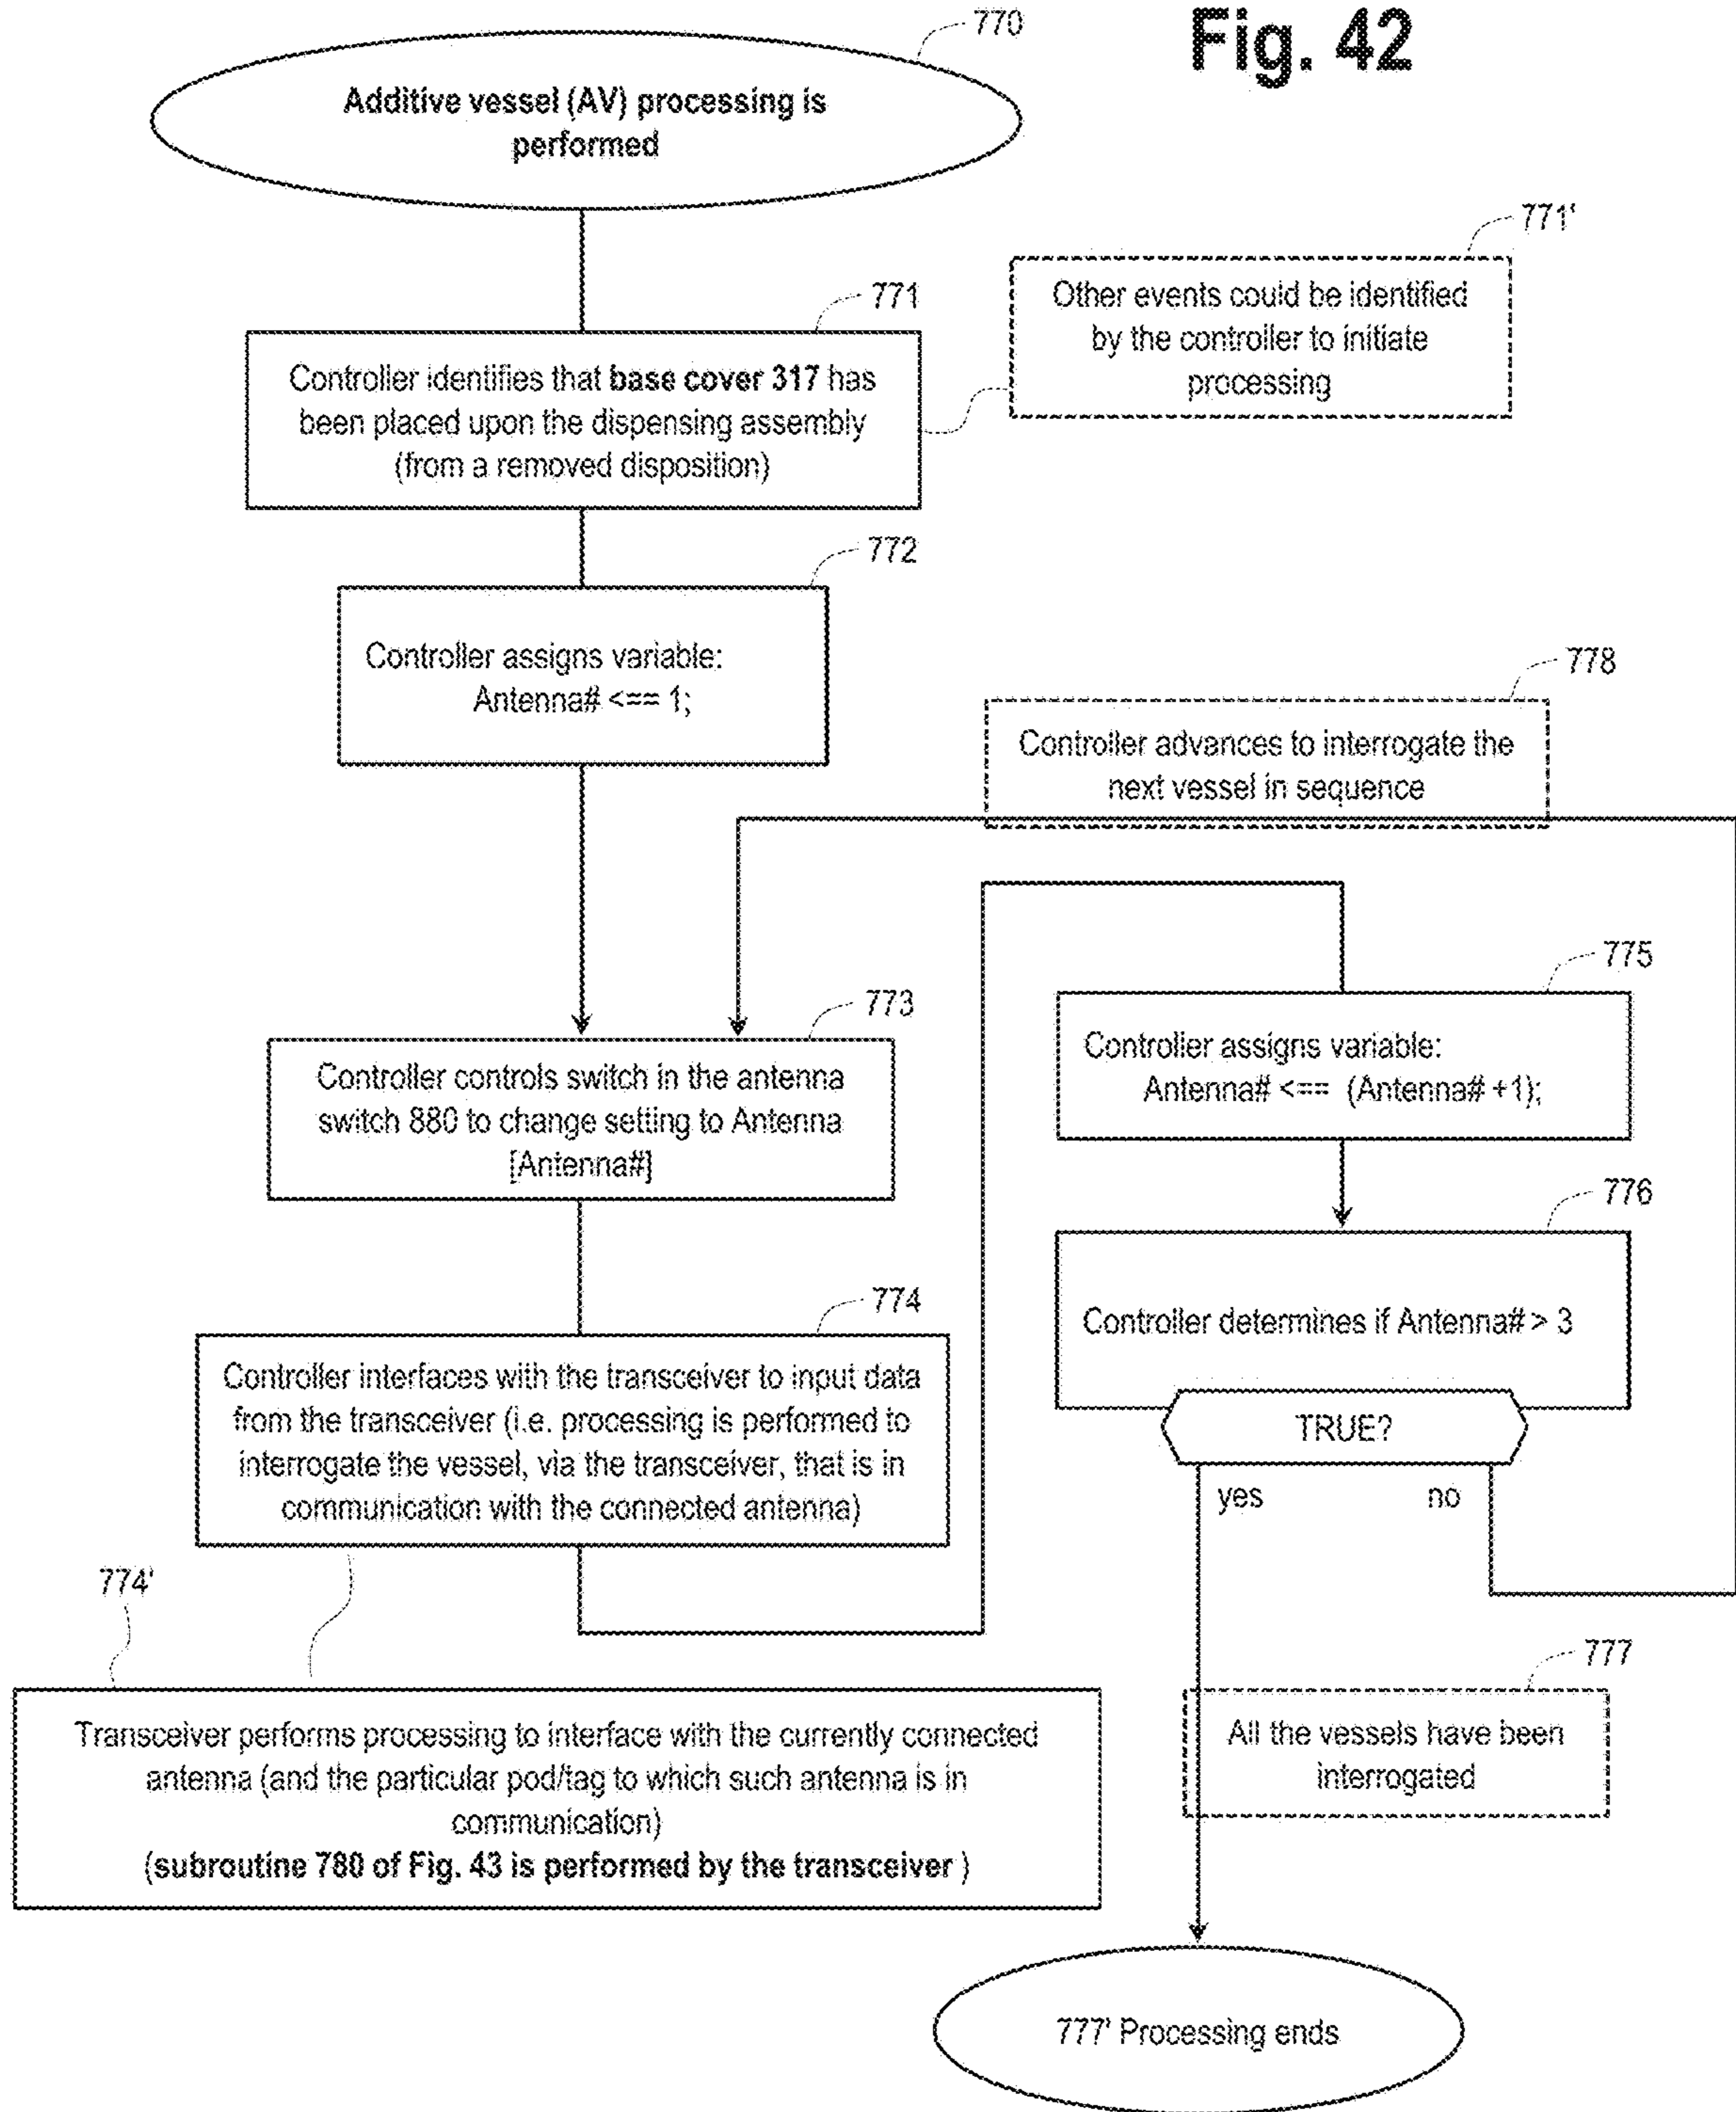 Fig. 42
770
Additive vessel (AV) processing is
performed
771'
Other events could be identified
by the controller to initiate
processing
771
Controller identifies that base cover 317 has
been placed upon the dispensing assembly
(from a removed disposition)
772
Controller assigns variable:
Antenna# <== 1;
778
Controller advances to interrogate the
next vessel in sequence
773
Controller controls switch in the antenna
switch 880 to change setting to Antenna
[Antenna#]
775
Controller assigns variable:
Antenna# <== (Antenna# +1);
776
Controller determines if Antenna# > 3
TRUE?
yes
no
774
Controller interfaces with the transceiver to input data
from the transceiver (i.e. processing is performed to
interrogate the vessel, via the transceiver, that is in
communication with the connected antenna)
774'
Transceiver performs processing to interface with the currently connected
antenna (and the particular pod/tag to which such antenna is in
communication)
(subroutine 780 of Fig. 43 is performed by the transceiver )
777
All the vessels have been
interrogated
777' Processing ends